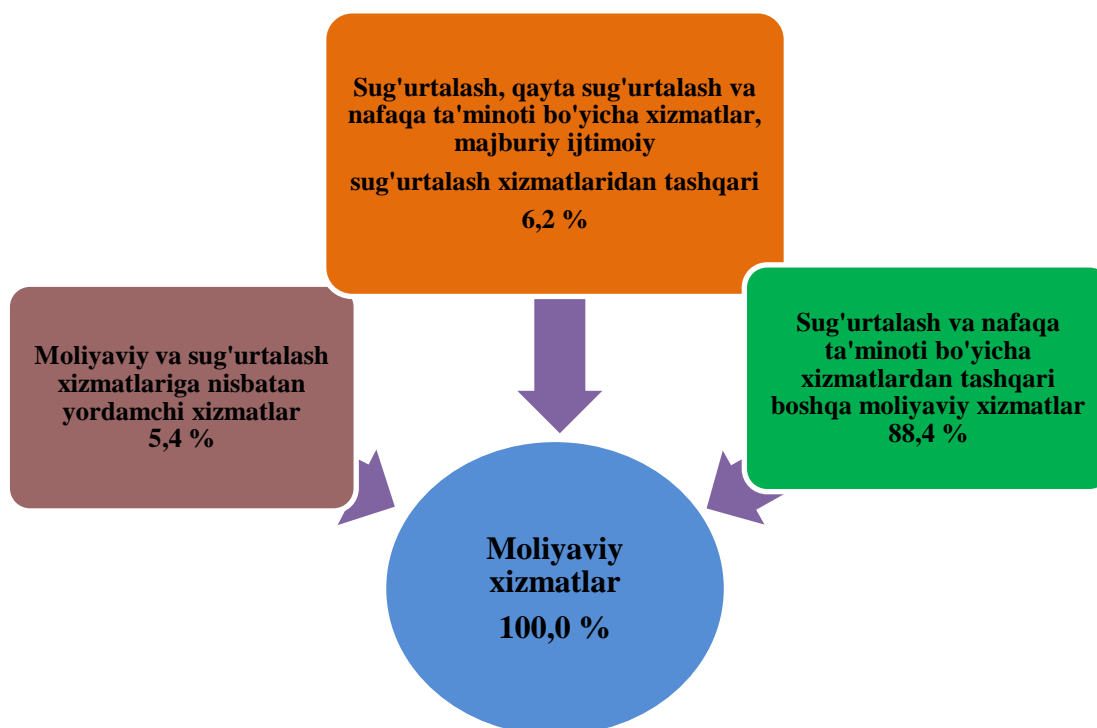 Sug'urtalash, qayta sug'urtalash va
nafaqa ta'minoti bo'yicha xizmatlar,
majburiy ijtimoiy
sug'urtalash xizmatlaridan tashqari
6,2 %
Moliyaviy va sug'urtalash
xizmatlariga nisbatan
yordamchi xizmatlar
5,4 %
Sug'urtalash va nafaqa
ta'minoti bo'yicha
xizmatlardan tashqari
boshqa moliyaviy xizmatlar
88,4 %
Moliyaviy
xizmatlar
100,0 %